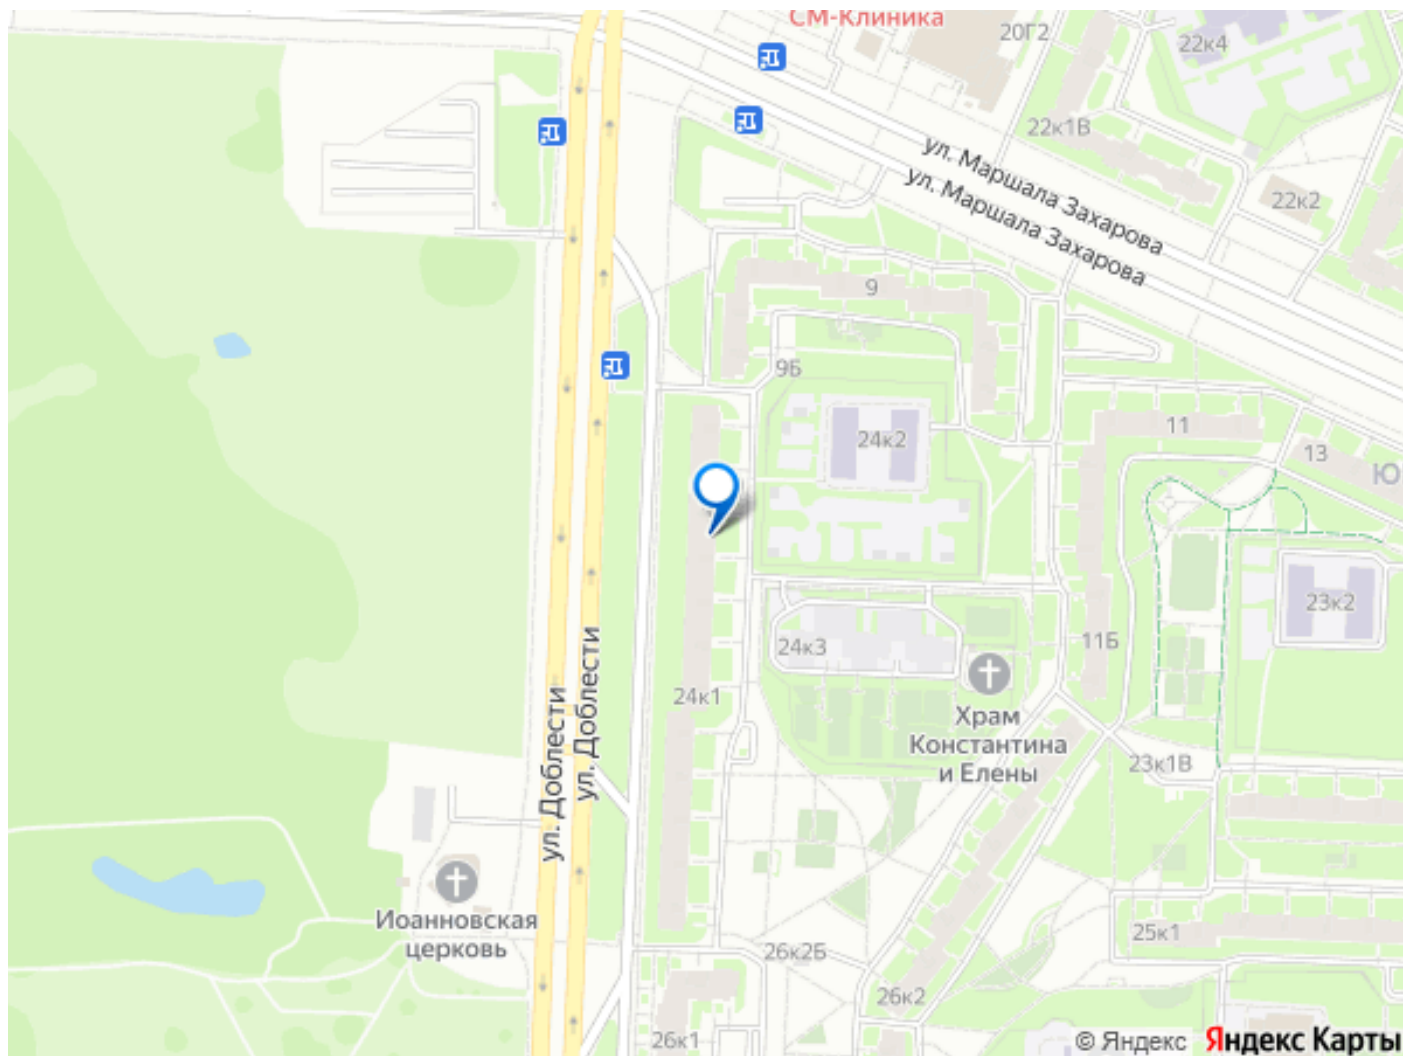 СМ-Клиника
20Г2
22к4
22к1В
ул. Маршала Захарова
ул. Маршала Захарова
22к2
9
9Б
24к2
11
13
Ю
23к2
24к3
11Б
24к1
Храм
Константина
и Елены
23к1В
ул. Доблести
ул. Доблести
Иоанновская
церковь
25к1
26к2Б
26к2
26к1
© Яндекс Яндекс Карты